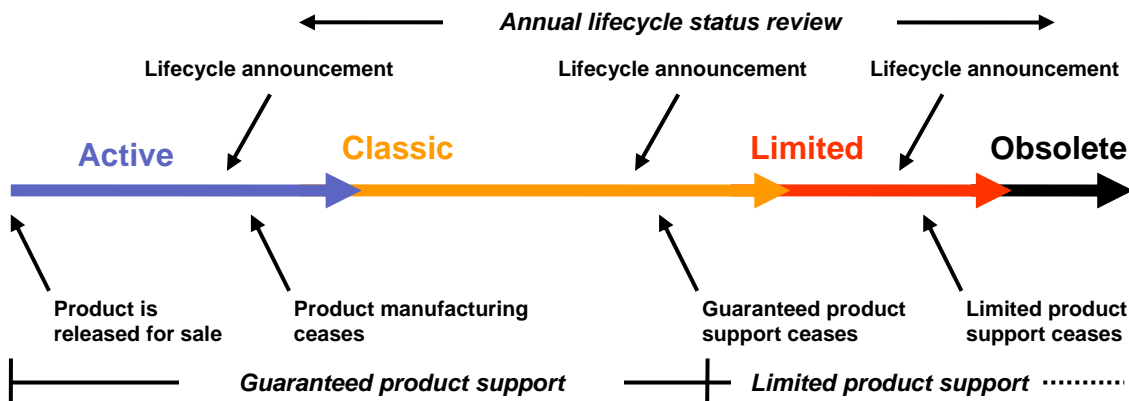 Annual lifecycle status review
Lifecycle announcement
Lifecycle announcement
Lifecycle announcement
Active
Classic
Limited
Obsolete
Product is
released for sale
Product manufacturing
ceases
Guaranteed product
support ceases
Limited product
support ceases
Guaranteed product support
Limited product support